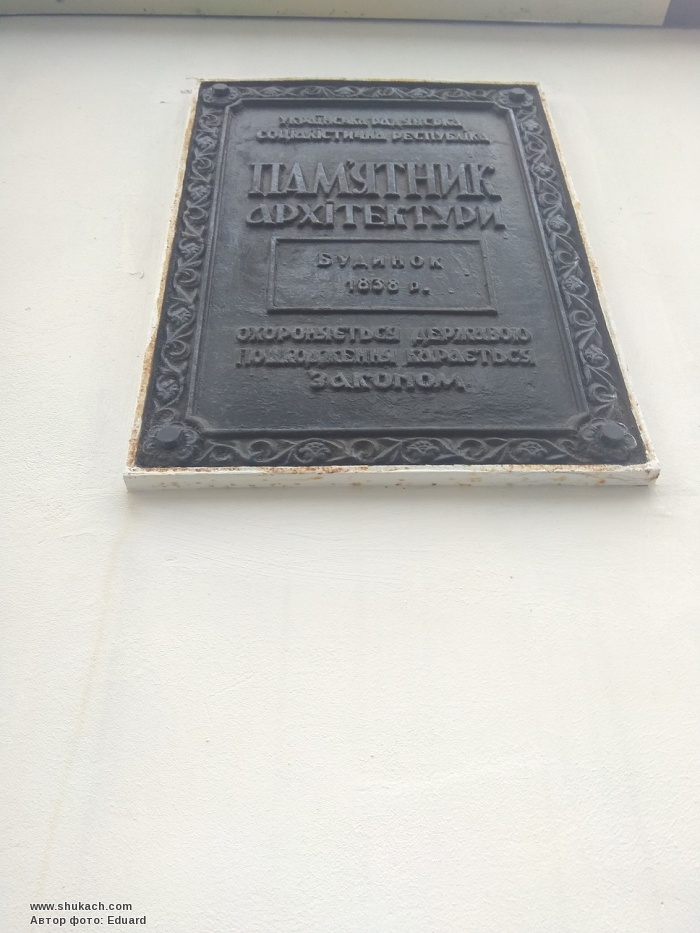 УКРАЇНСЬКА РАДЯНСЬКА
СОЦІАЛІСТИЧНА РЕСПУБЛІКА
ПАМ'ЯТНИК
АРХІТЕКТУРИ
БУДИНОК
1838 р.
ОХОРОНЯЄТЬСЯ ДЕРЖАВОЮ
ПОШКОДЖЕННЯ КАРАЄТЬСЯ
ЗАКОНОМ.
www.shukach.com
Автор фото: Eduard